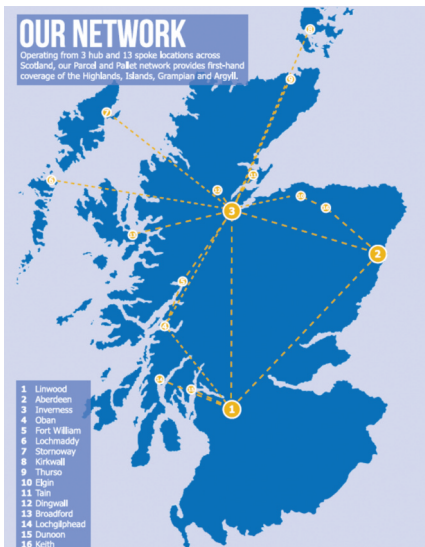 OUR NETWORK
Operating from 3 hub and 13 spoke locations across
Scotland, our Parcel and Pallet network provides first-hand
coverage of the Highlands, Islands, Grampian and Argyll.
7
3
2
1
1 Linwood
2 Aberdeen
3 Inverness
4 Oban
5 Fort William
6 Lochmaddy
7 Stornoway
8 Kirkwall
9 Thurso
10 Elgin
11 Tain
12 Dingwall
13 Broadford
14 Lochgilphead
15 Dunoon
16 Keith